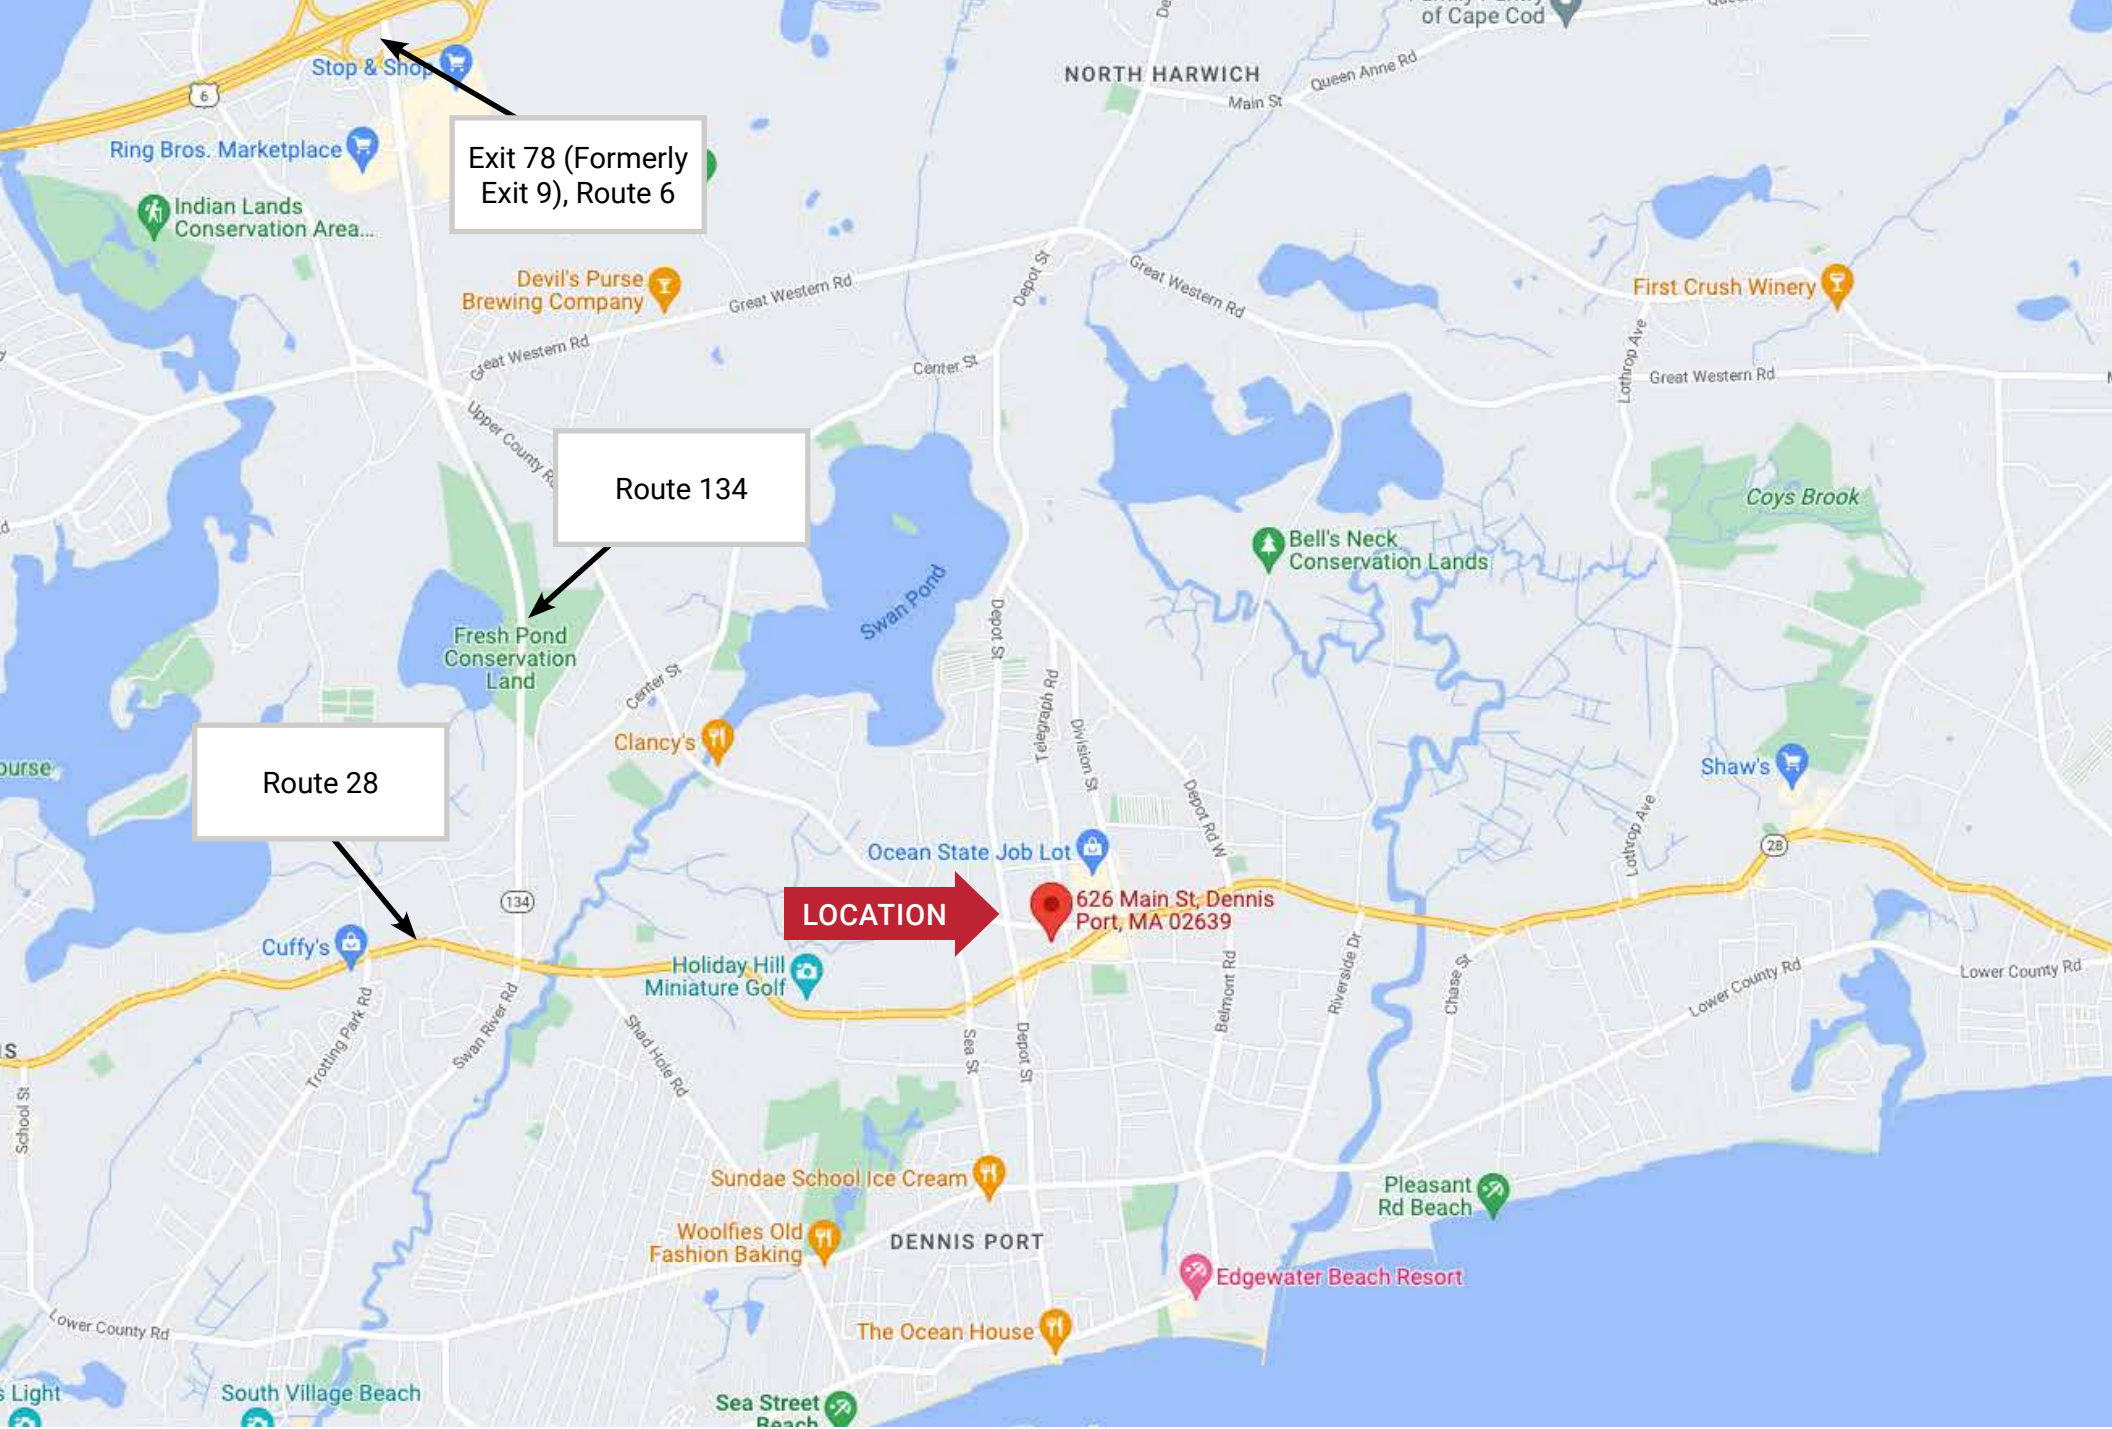 of Cape Cod
Stop & Shop
NORTH HARWICH
Queen Anne Rd
Main St
6
Ring Bros. Marketplace
Exit 78 (Formerly
Exit 9), Route 6
Indian Lands
Conservation Area...
Devil's Purse
Brewing Company
Great Western Rd
Depot St
Great Western Rd
First Crush Winery
Great Western Rd
Center St
Lothrop Ave
Great Western Rd
Upper County Rd
Route 134
Coys Brook
Bell's Neck
Conservation Lands
Swan Pond
Fresh Pond
Conservation
Land
Depot St
Center St
Telegraph Rd
Division St
Clancy's
Route 28
Shaw's
Depot Rd W
Lothrop Ave
28
Ocean State Job Lot
134
LOCATION
626 Main St, Dennis
Port, MA 02639
Cuffy's
Holiday Hill
Miniature Golf
Trotting Park Rd
Swan River Rd
Shad Hole Rd
Sea St
Depot St
Belmont Rd
Riverside Dr
Chase St
Lower County Rd
Lower County Rd
School St
Sundae School Ice Cream
Pleasant
Rd Beach
Woolfies Old
Fashion Baking
DENNIS PORT
Edgewater Beach Resort
Lower County Rd
The Ocean House
s Light
South Village Beach
Sea Street
Beach